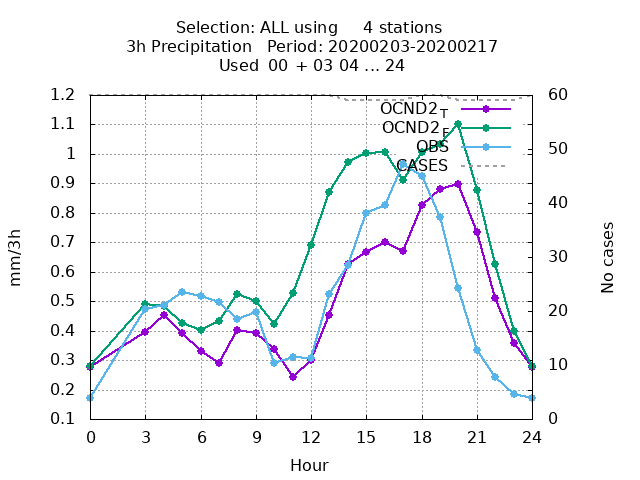 Selection: ALL using 4 stations
3h Precipitation Period: 20200203-20200217
Used 00 + 03 04 ... 24
1.2
1.1
1
0.9
0.8
0.7
0.6
0.5
0.4
0.3
0.2
0.1
mm/3h
OCND2T
OCND2F
OBS
CASES
60
50
40
30
20
10
0
No cases
0 3 6 9 12 15 18 21 24
Hour